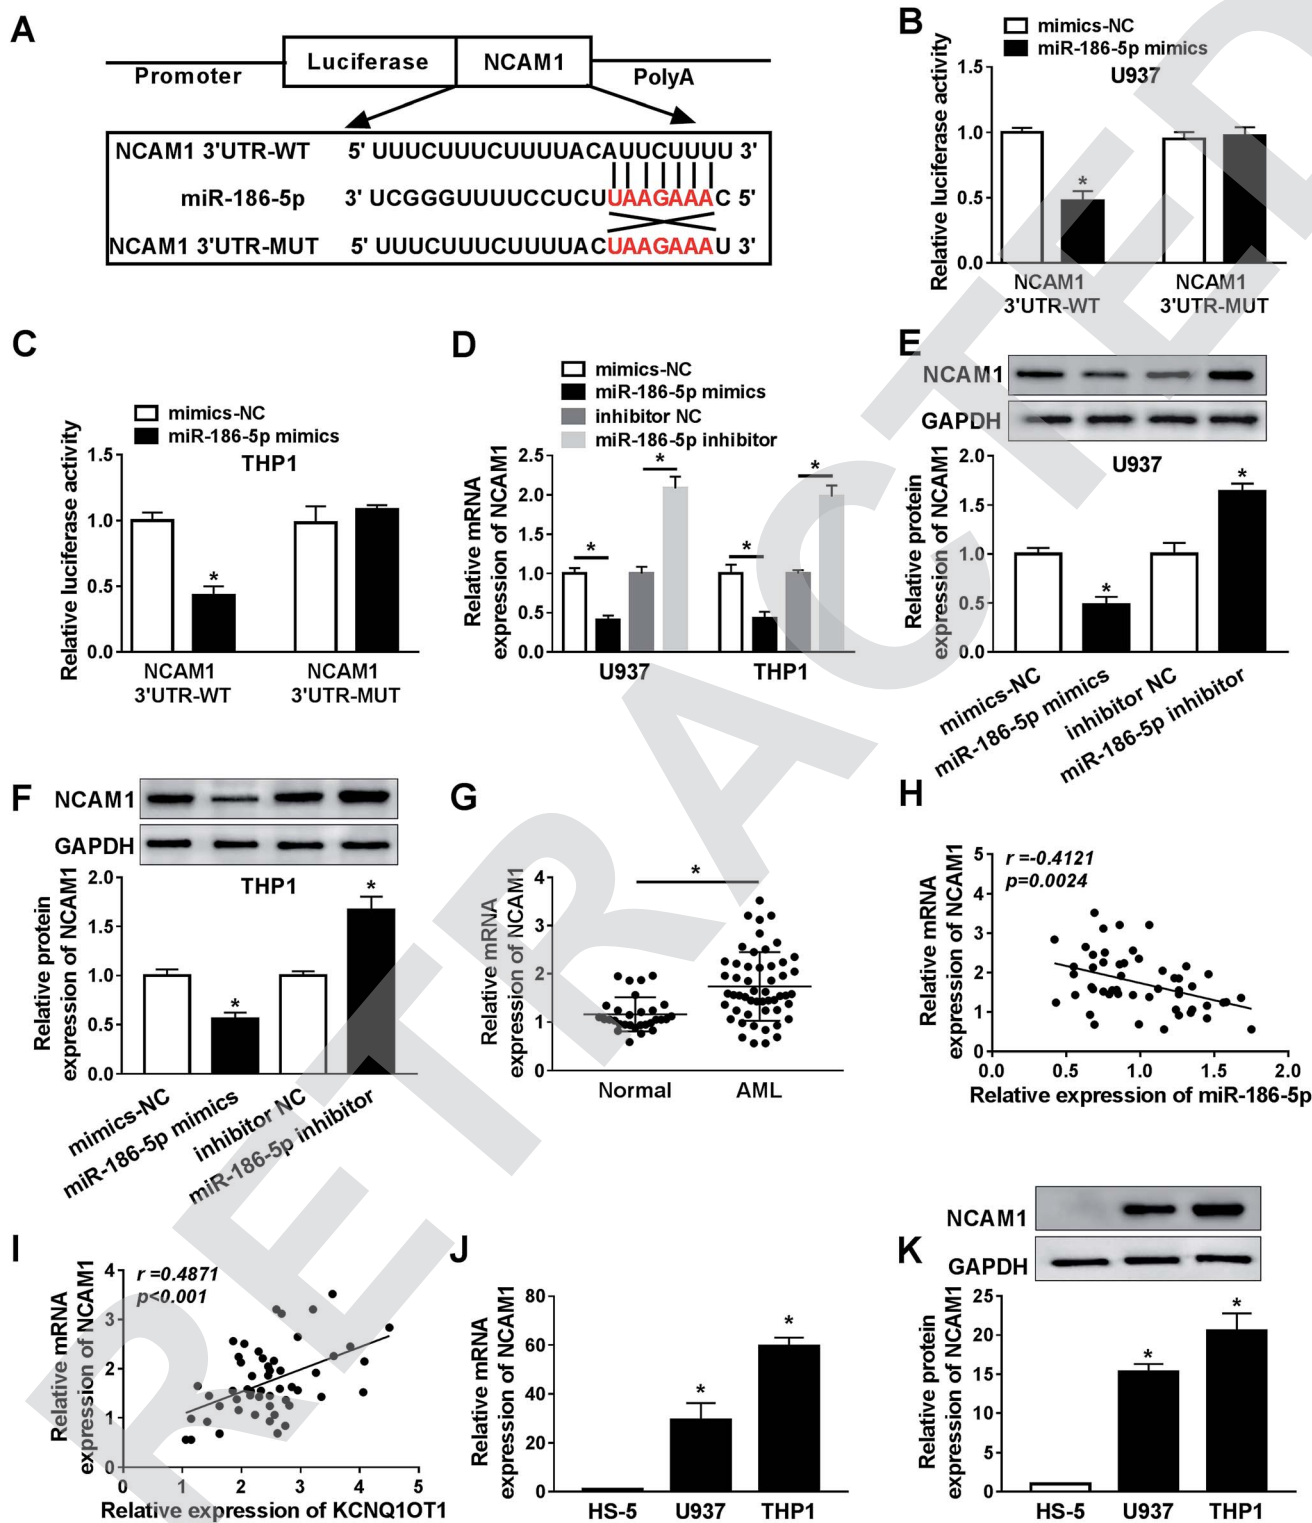 A
Promoter
Luciferase
NCAM1
PolyA
NCAM1 3'UTR-WT 5' UUUCUUUCUUUUACAUUCUUUU 3'
miR-186-5p 3' UCGGGUUUUCCUCUUAAGAAAC 5'
NCAM1 3'UTR-MUT 5' UUUCUUUCUUUUACUAAGAAAU 3'
B
mimics-NC
miR-186-5p mimics
U937
Relative luciferase activity
1.5
1.0
0.5
0.0
*
NCAM1
3'UTR-WT
NCAM1
3'UTR-MUT
C
mimics-NC
miR-186-5p mimics
THP1
Relative luciferase activity
1.5
1.0
0.5
0.0
*
NCAM1
3'UTR-WT
NCAM1
3'UTR-MUT
D
mimics-NC
miR-186-5p mimics
inhibitor NC
miR-186-5p inhibitor
Relative mRNA
expression of NCAM1
2.5
2.0
1.5
1.0
0.5
0.0
*
*
*
*
U937
THP1
E
NCAM1
GAPDH
U937
Relative protein
expression of NCAM1
2.0
1.5
1.0
0.5
0.0
*
*
mimics-NC
miR-186-5p mimics
inhibitor NC
miR-186-5p inhibitor
F
NCAM1
GAPDH
THP1
Relative protein
expression of NCAM1
2.0
1.5
1.0
0.5
0.0
*
*
mimics-NC
miR-186-5p mimics
inhibitor NC
miR-186-5p inhibitor
G
Relative mRNA
expression of NCAM1
4
3
2
1
0
*
Normal
AML
H
r =-0.4121
p=0.0024
Relative mRNA
expression of NCAM1
5
4
3
2
1
0
0.0
0.5
1.0
1.5
2.0
Relative expression of miR-186-5p
I
r =0.4871
p<0.001
Relative mRNA
expression of NCAM1
4
3
2
1
0
0
1
2
3
4
5
Relative expression of KCNQ1OT1
J
Relative mRNA
expression of NCAM1
80
60
40
20
0
*
*
HS-5
U937
THP1
K
NCAM1
GAPDH
Relative protein
expression of NCAM1
25
20
15
10
5
0
*
*
HS-5
U937
THP1
RETRACTED